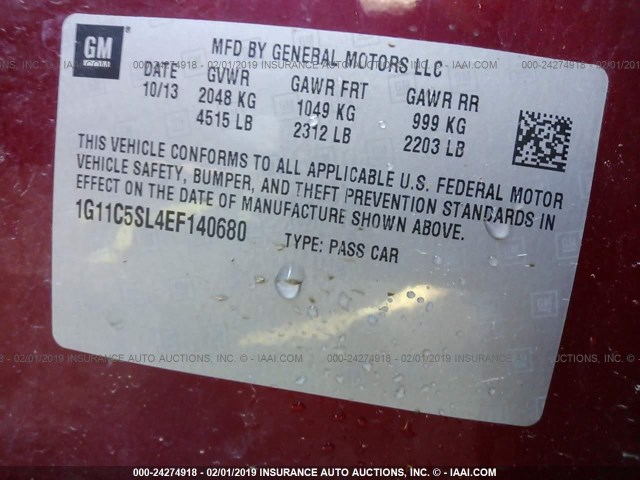 GM
.COM
MFD BY GENERAL MOTORS LLC
DATE GVWR GAWR FRT GAWR RR
10/13 2048 KG 1049 KG 999 KG
4515 LB 2312 LB 2203 LB
THIS VEHICLE CONFORMS TO ALL APPLICABLE U.S. FEDERAL MOTOR
VEHICLE SAFETY, BUMPER, AND THEFT PREVENTION STANDARDS IN
EFFECT ON THE DATE OF MANUFACTURE SHOWN ABOVE.
1G11C5SL4EF140680 TYPE: PASS CAR
000-24274918 - 02/01/2019 INSURANCE AUTO AUCTIONS, INC. - © IAAI.COM